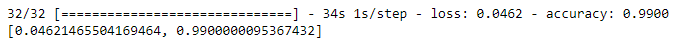 32/32 [==============================] - 34s 1s/step - loss: 0.0462 - accuracy: 0.9900
[0.04621465504169464, 0.9900000095367432]